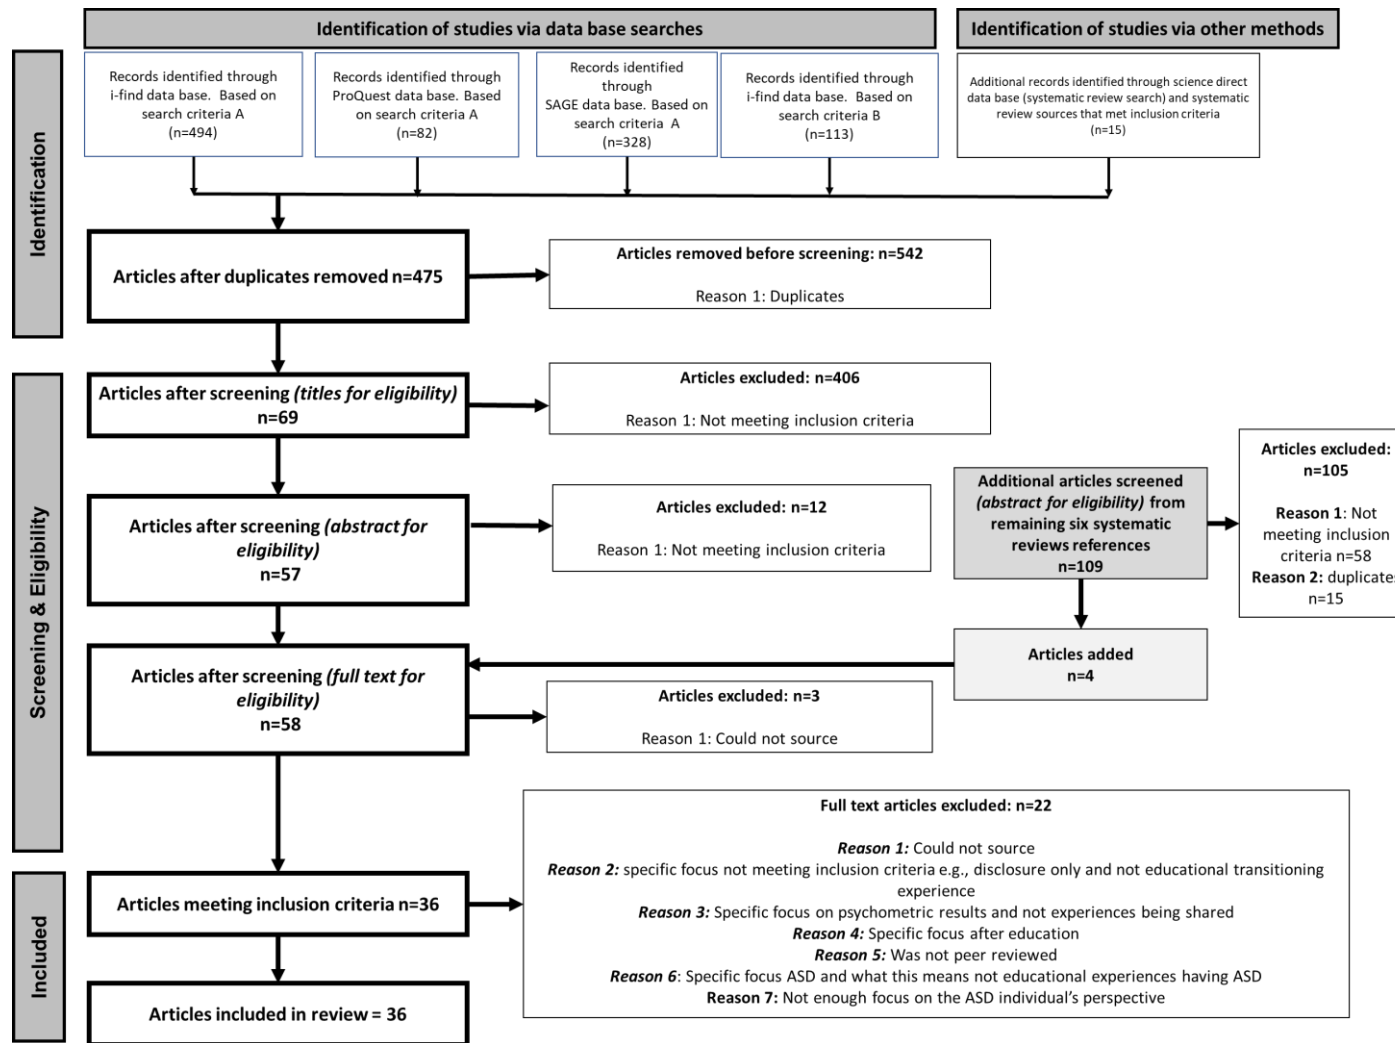 Identification of studies via data base searches
Identification of studies via other methods
Identification
Records identified through
i-find data base.  Based on
search criteria A
(n=494)
Records identified through
ProQuest data base. Based
on search criteria A
(n=82)
Records identified
through
SAGE data base. Based on
search criteria  A
(n=328)
Records identified through
i-find data base. Based on
search criteria B
(n=113)
Additional records identified through science direct
data base (systematic review search) and systematic
review sources that met inclusion criteria
(n=15)
Articles after duplicates removed n=475
Articles removed before screening: n=542
Reason 1: Duplicates
Screening & Eligibility
Articles after screening (titles for eligibility)
n=69
Articles excluded: n=406
Reason 1: Not meeting inclusion criteria
Articles after screening (abstract for
eligibility)
n=57
Articles excluded: n=12
Reason 1: Not meeting inclusion criteria
Additional articles screened
(abstract for eligibility) from
remaining six systematic
reviews references
n=109
Articles excluded:
n=105
Reason 1: Not
meeting inclusion
criteria n=58
Reason 2: duplicate
n=15
Articles after screening (full text for
eligibility)
n=58
Articles added
n=4
Articles excluded: n=3
Reason 1: Could not source
Full text articles excluded: n=22
Reason 1: Could not source
Reason 2: specific focus not meeting inclusion criteria e.g., disclosure only and not educational transitioning
experience
Reason 3: Specific focus on psychometric results and not experiences being shared
Reason 4: Specific focus after education
Reason 5: Was not peer reviewed
Reason 6: Specific focus ASD and what this means not educational experiences having ASD
Reason 7: Not enough focus on the ASD individual's perspective
Included
Articles meeting inclusion criteria n=36
Articles included in review = 36